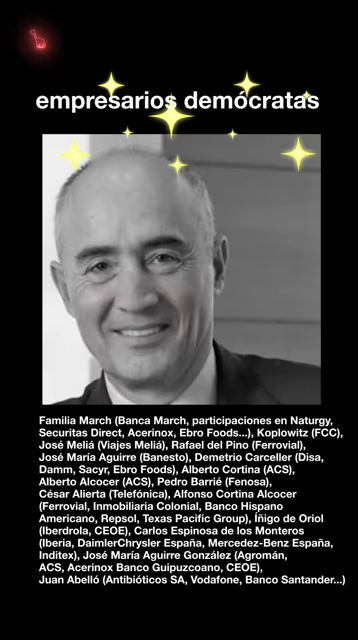 empresarios demócratas
Familia March (Banca March, participaciones en Naturgy,
Securitas Direct, Acerinox, Ebro Foods...), Koplowitz (FCC),
José Meliá (Viajes Meliá), Rafael del Pino (Ferrovial),
José María Aguirre (Banesto), Demetrio Carceller (Disa,
Damm, Sacyr, Ebro Foods), Alberto Cortina (ACS),
Alberto Alcocer (ACS), Pedro Barrié (Fenosa),
César Alierta (Telefónica), Alfonso Cortina Alcocer
(Ferrovial, Inmobiliaria Colonial, Banco Hispano
Americano, Repsol, Texas Pacific Group), Íñigo de Oriol
(Iberdrola, CEOE), Carlos Espinosa de los Monteros
(Iberia, DaimlerChrysler España, Mercedez-Benz España,
Inditex), José María Aguirre González (Agromán,
ACS, Acerinox Banco Guipuzcoano, CEOE),
Juan Abelló (Antibióticos SA, Vodafone, Banco Santander...)